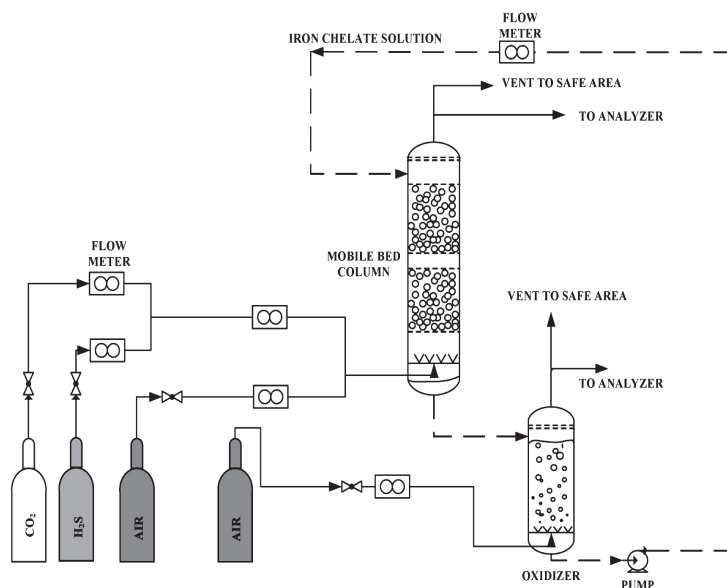 FLOW
METER
IRON CHELATE SOLUTION
VENT TO SAFE AREA
TO ANALYZER
FLOW
METER
MOBILE BED
COLUMN
VENT TO SAFE AREA
TO ANALYZER
CO₂
H₂S
AIR
AIR
OXIDIZER
PUMP